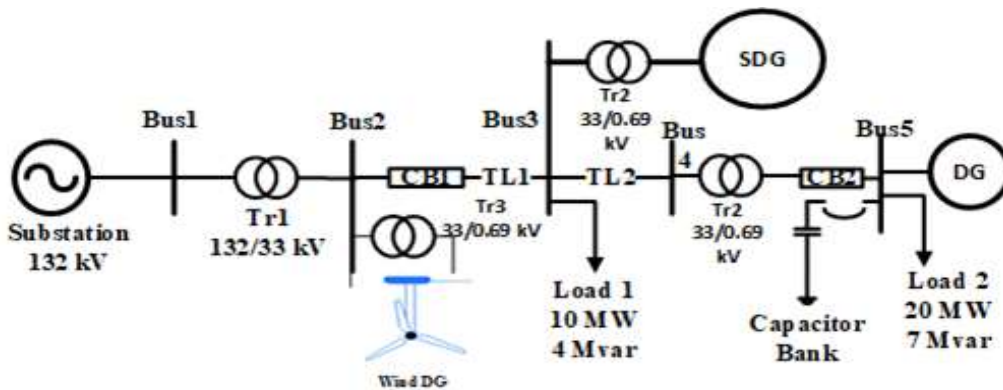 SDG
Tr2
33/0.69
kV
Bus1
Bus2
Bus3
Bus
4
Bus5
CB1
TL1
TL2
CB2
DG
Substation
132 kV
Tr1
132/33 kV
Tr3
33/0.69 kV
Tr2
33/0.69
kV
Load 1
10 MW
4 Mvar
Capacitor
Bank
Load 2
20 MW
7 Mvar
Wind DG